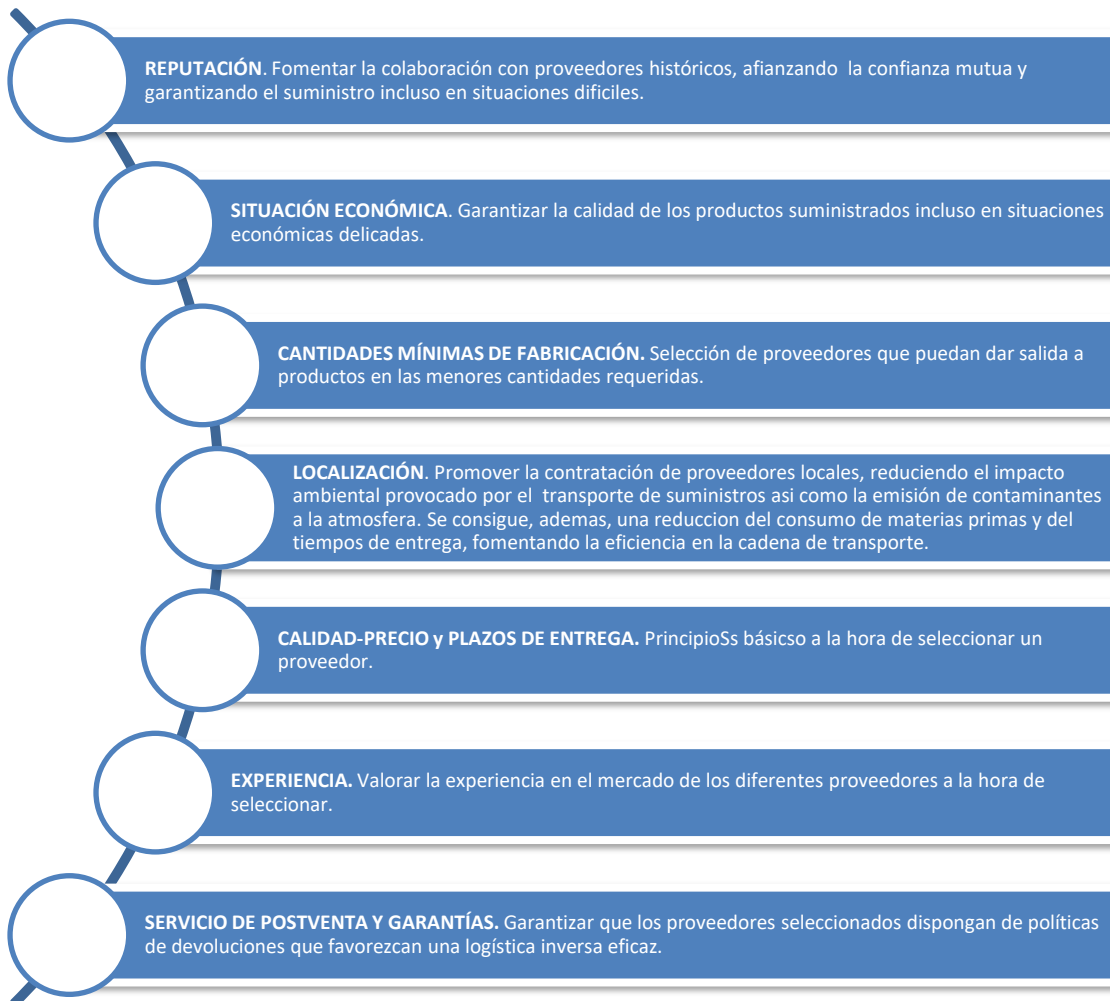 REPUTACIÓN. Fomentar la colaboración con proveedores históricos, afianzando  la confianza mutua y
garantizando el suministro incluso en situaciones dificiles.
SITUACIÓN ECONÓMICA. Garantizar la calidad de los productos suministrados incluso en situaciones
económicas delicadas.
CANTIDADES MÍNIMAS DE FABRICACIÓN. Selección de proveedores que puedan dar salida a
productos en las menores cantidades requeridas.
LOCALIZACIÓN. Promover la contratación de proveedores locales, reduciendo el impacto
ambiental provocado por el  transporte de suministros asi como la emisión de contaminantes
a la atmosfera. Se consigue, ademas, una reduccion del consumo de materias primas y del
tiempos de entrega, fomentando la eficiencia en la cadena de transporte.
CALIDAD-PRECIO y PLAZOS DE ENTREGA. PrincipioSs básicso a la hora de seleccionar un
proveedor.
EXPERIENCIA. Valorar la experiencia en el mercado de los diferentes proveedores a la hora de
seleccionar.
SERVICIO DE POSTVENTA Y GARANTÍAS. Garantizar que los proveedores seleccionados dispongan de políticas
de devoluciones que favorezcan una logística inversa eficaz.